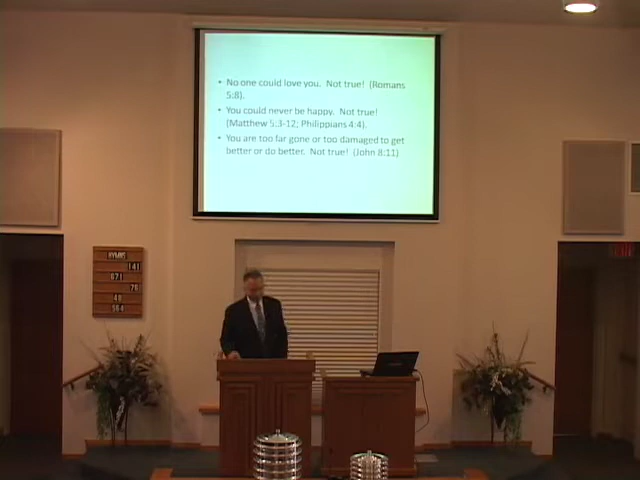 • No one could love you. Not true! (Romans
5:8).
• You could never be happy. Not true!
(Matthew 5:3-12; Philippians 4:4).
• You are too far gone or too damaged to get
better or do better. Not true! (John 8:11)
HYMNS
141
671
76
48
564
EXIT